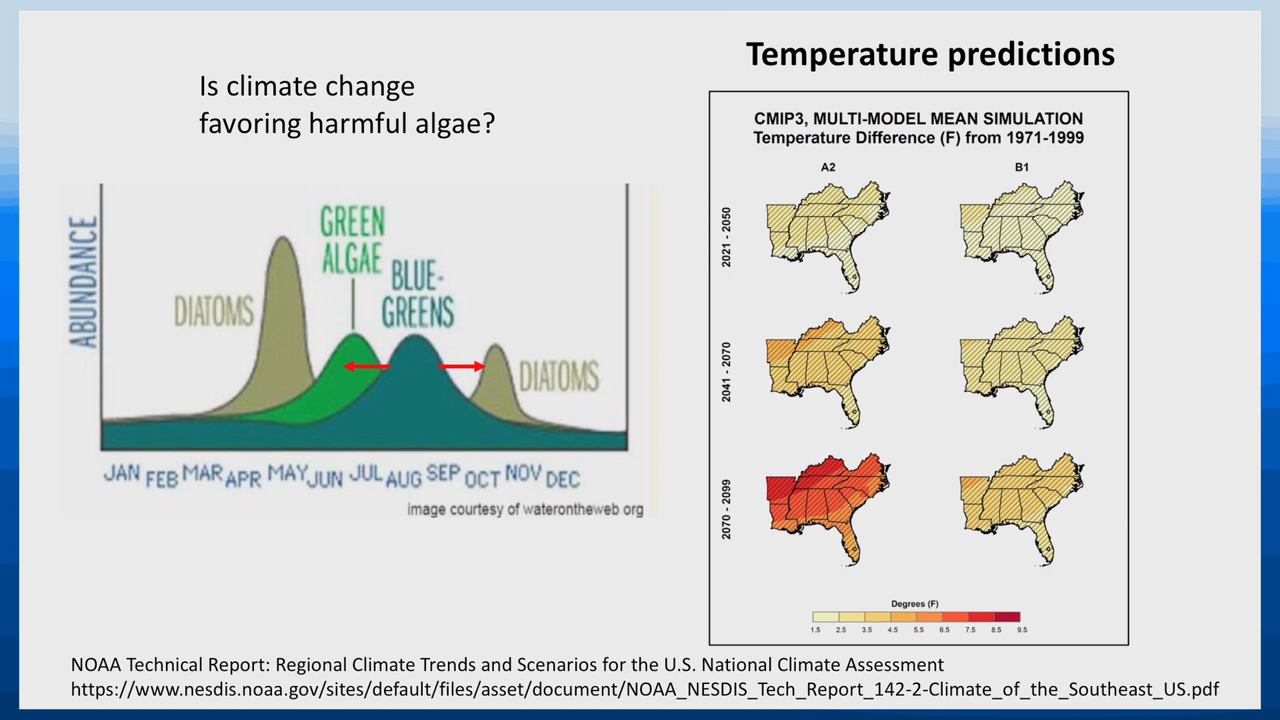 Is climate change
favoring harmful algae?
ABUNDANCE
DIATOMS
GREEN
ALGAE
BLUE-
GREENS
DIATOMS
JAN FEB MAR APR MAY JUN JUL AUG SEP OCT NOV DEC
image courtesy of waterontheweb org
Temperature predictions
CMIP3, MULTI-MODEL MEAN SIMULATION
Temperature Difference (F) from 1971-1999
A2 B1
2021 - 2050
2041 - 2070
2070 - 2099
Degrees (F)
1.5 2.5 3.5 4.5 5.5 6.5 7.5 8.5 9.5
NOAA Technical Report: Regional Climate Trends and Scenarios for the U.S. National Climate Assessment
https://www.nesdis.noaa.gov/sites/default/files/asset/document/NOAA_NESDIS_Tech_Report_142-2-Climate_of_the_Southeast_US.pdf